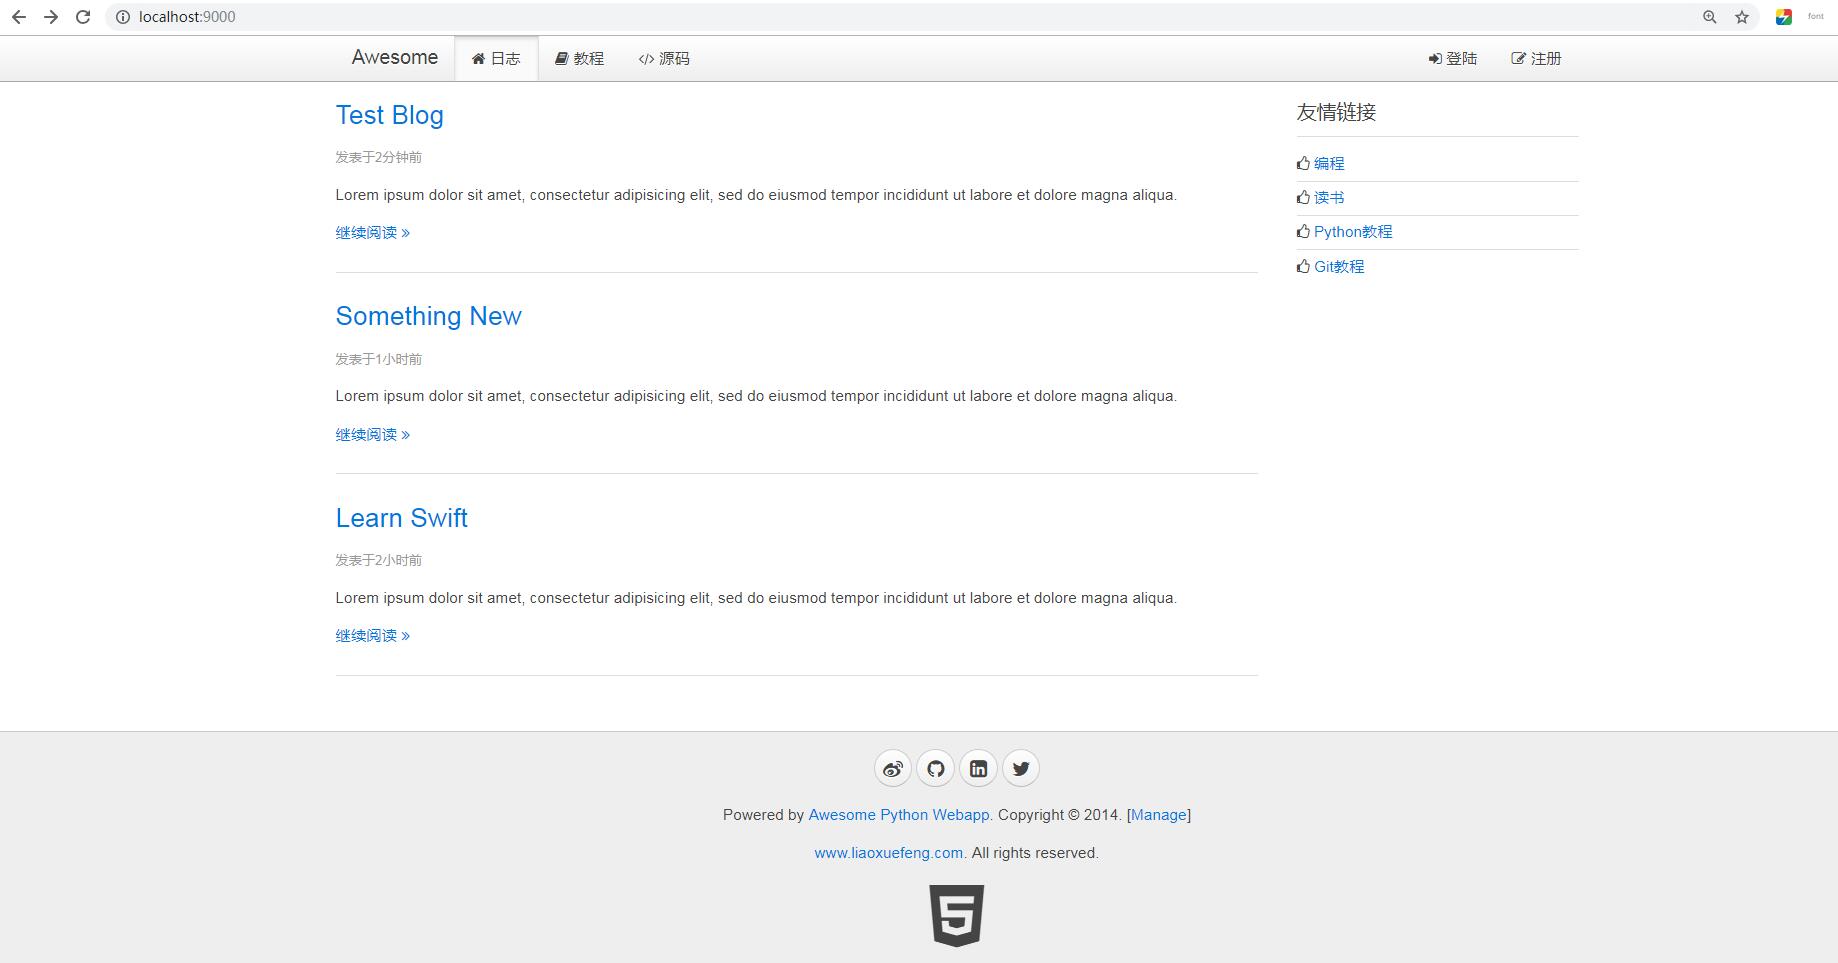 localhost:9000
font
Awesome 日志 教程 源码 登陆 注册
Test Blog
发表于2分钟前
Lorem ipsum dolor sit amet, consectetur adipisicing elit, sed do eiusmod tempor incididunt ut labore et dolore magna aliqua.
继续阅读 »
Something New
发表于1小时前
Lorem ipsum dolor sit amet, consectetur adipisicing elit, sed do eiusmod tempor incididunt ut labore et dolore magna aliqua.
继续阅读 »
Learn Swift
发表于2小时前
Lorem ipsum dolor sit amet, consectetur adipisicing elit, sed do eiusmod tempor incididunt ut labore et dolore magna aliqua.
继续阅读 »
友情链接
编程
读书
Python教程
Git教程
Powered by Awesome Python Webapp. Copyright © 2014. [Manage]
www.liaoxuefeng.com. All rights reserved.